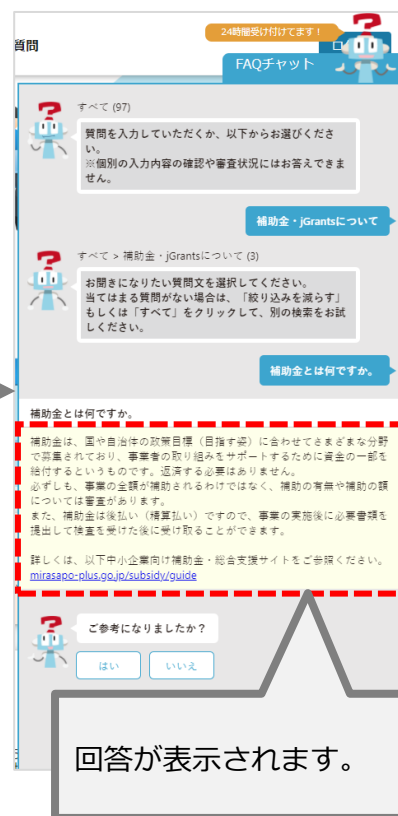 質問
24時間受け付けてます！
FAQチャット
すべて (97)
質問を入力していただくか、以下からお選びくださ
い。
※個別の入力内容の確認や審査状況にはお答えできま
せん。
補助金・jGrantsについて
すべて > 補助金・jGrantsについて (3)
お聞きになりたい質問文を選択してください。
当てはまる質問がない場合は、「絞り込みを減らす」
もしくは「すべて」をクリックして、別の検索をお試
しください。
補助金とは何ですか。
補助金とは何ですか。
補助金は、国や自治体の政策目標（目指す姿）に合わせてさまざまな分野
で募集されており、事業者の取り組みをサポートするために資金の一部を
給付するというものです。返済する必要はありません。
必ずしも、事業の全額が補助されるわけではなく、補助の有無や補助の額
については審査があります。
また、補助金は後払い（精算払い）ですので、事業の実施後に必要書類を
提出して検査を受けた後に受け取ることができます。
詳しくは、以下中小企業向け補助金・総合支援サイトをご参照ください。
mirasapo-plus.go.jp/subsidy/guide
ご参考になりましたか？
はい
いいえ
回答が表示されます。